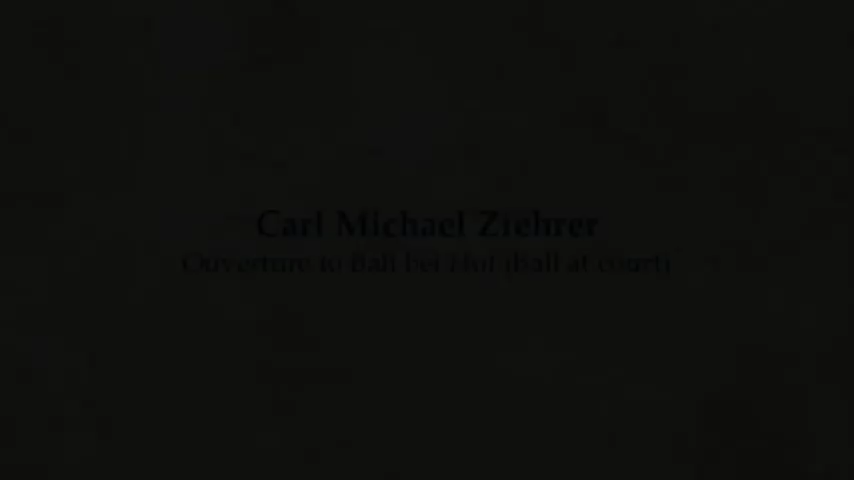 Carl Michael Ziehrer
Ouverture to Ball bei Hof (Ball at court)